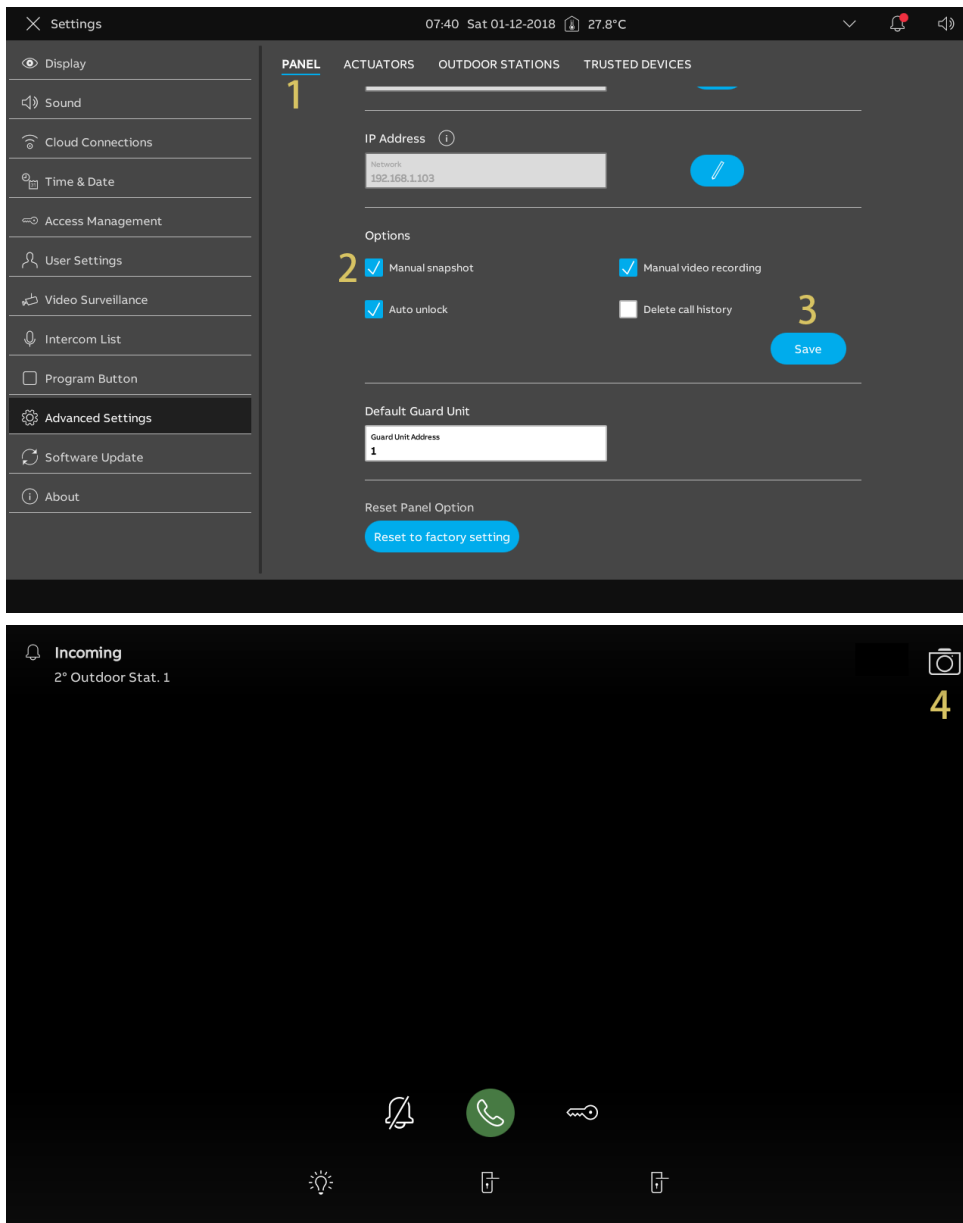 Settings
07:40 Sat 01-12-2018 27.8°C
Display
Sound
Cloud Connections
Time & Date
Access Management
User Settings
Video Surveillance
Intercom List
Program Button
Advanced Settings
Software Update
About
PANEL ACTUATORS OUTDOOR STATIONS TRUSTED DEVICES
1
IP Address
Network
192.168.1.103
Options
2 Manual snapshot Manual video recording
Auto unlock Delete call history
3
Save
Default Guard Unit
Guard Unit Address
1
Reset Panel Option
Reset to factory setting
Incoming
2° Outdoor Stat. 1
4